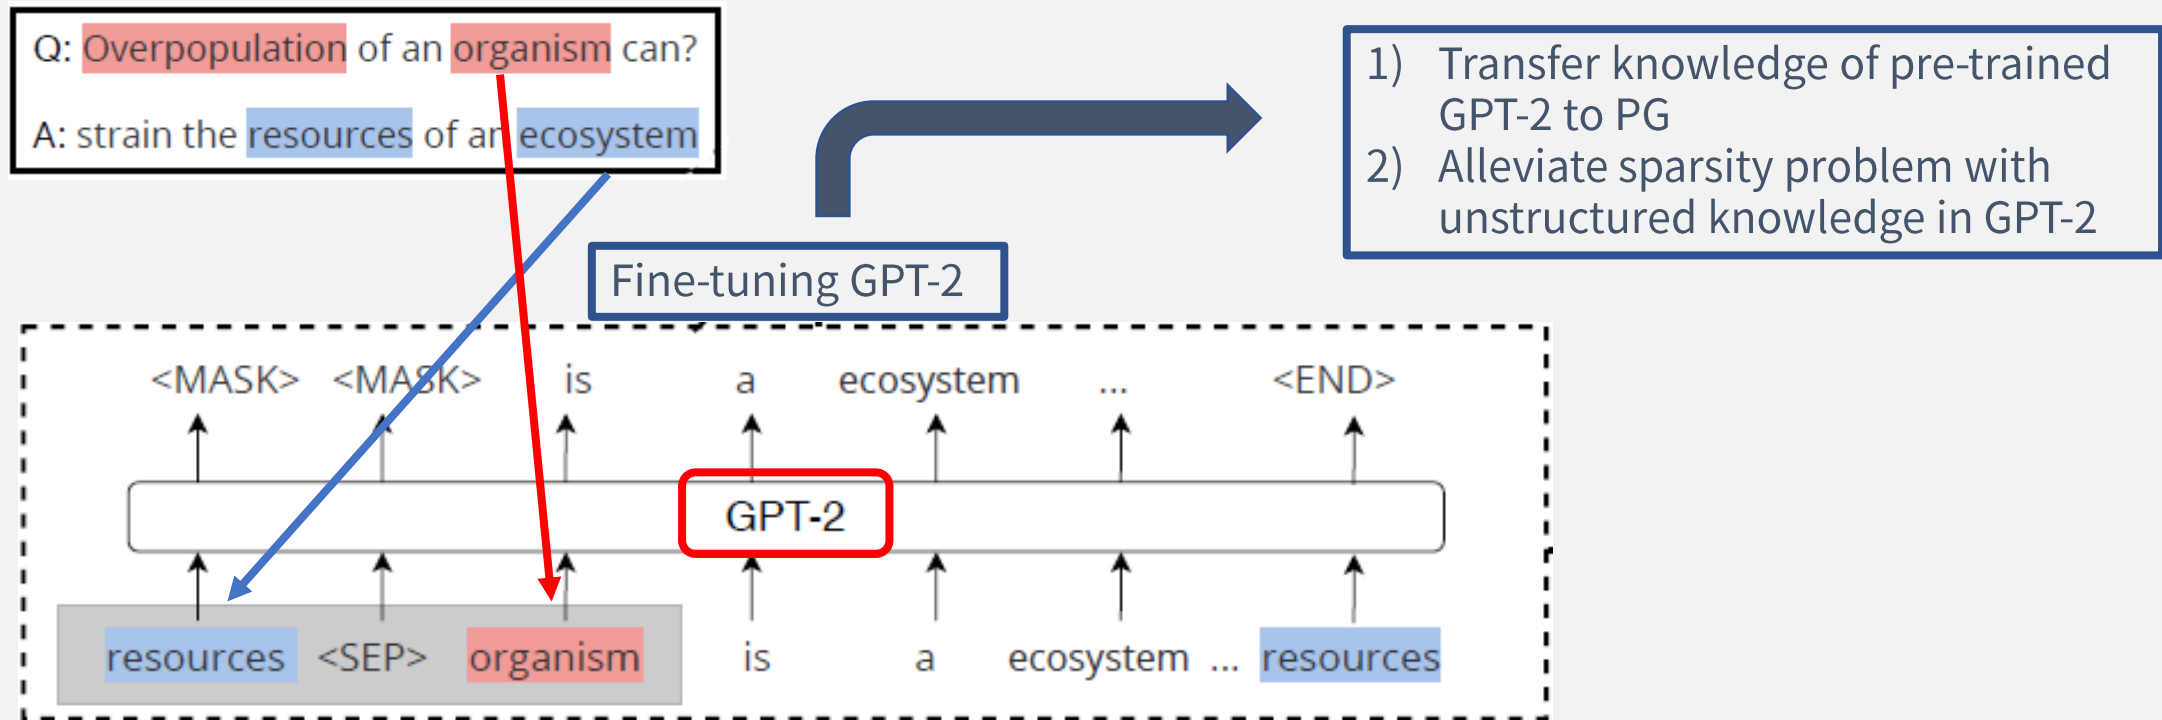 Q: Overpopulation of an organism can?
A: strain the resources of an ecosystem
1) Transfer knowledge of pre-trained
GPT-2 to PG
2) Alleviate sparsity problem with
unstructured knowledge in GPT-2
Fine-tuning GPT-2
<MASK> <MASK> is a ecosystem ... <END>
GPT-2
resources <SEP> organism is a ecosystem ... resources